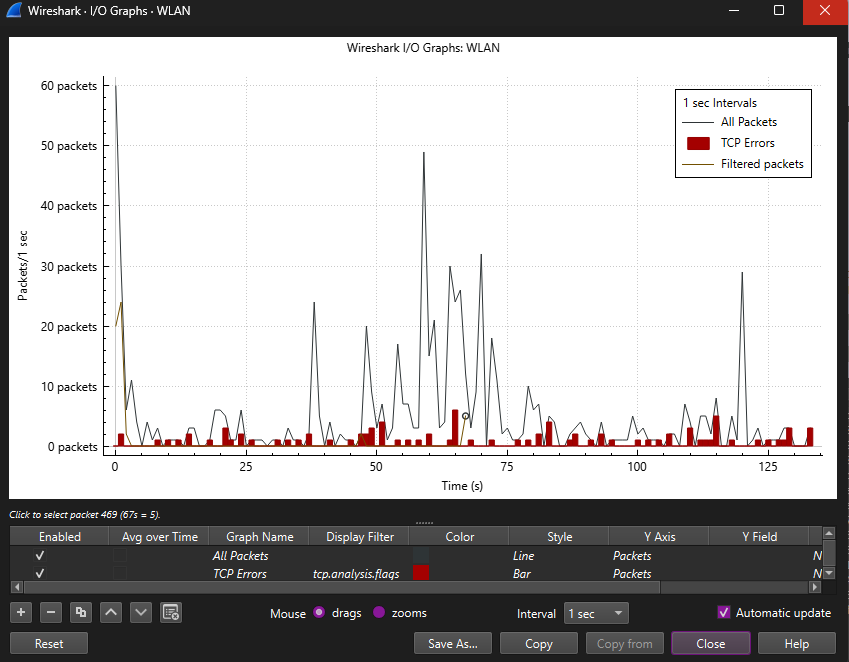 Wireshark · I/O Graphs · WLAN
Wireshark I/O Graphs: WLAN
60 packets
50 packets
40 packets
30 packets
20 packets
10 packets
0 packets
Packets/1 sec
1 sec Intervals
All Packets
TCP Errors
Filtered packets
0 25 50 75 100 125
Time (s)
Click to select packet 469 (67s = 5).
Enabled Avg over Time Graph Name Display Filter Color Style Y Axis Y Field
All Packets Line Packets N
TCP Errors tcp.analysis.flags Bar Packets N
Mouse drags zooms Interval 1 sec Automatic update
Reset Save As... Copy Copy from Close Help